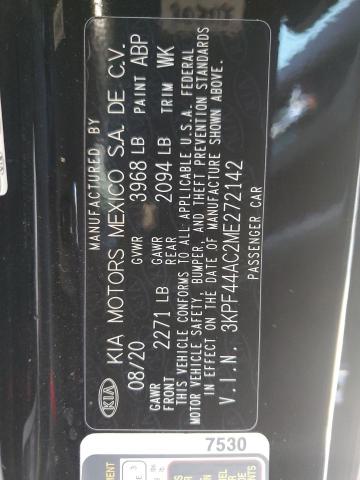 MANUFACTURED BY
KIA KIA MOTORS MEXICO S.A. DE C.V.
08/20 GVWR 3968 LB PAINT ABP
GAWR FRONT 2271 LB GAWR REAR 2094 LB TRIM WK
THIS VEHICLE CONFORMS TO ALL APPLICABLE U.S.A. FEDERAL
MOTOR VEHICLE SAFETY, BUMPER, AND THEFT PREVENTION STANDARDS
IN EFFECT ON THE DATE OF MANUFACTURE SHOWN ABOVE.
V.I.N. 3KPF44AC2ME272142
PASSENGER CAR
7530